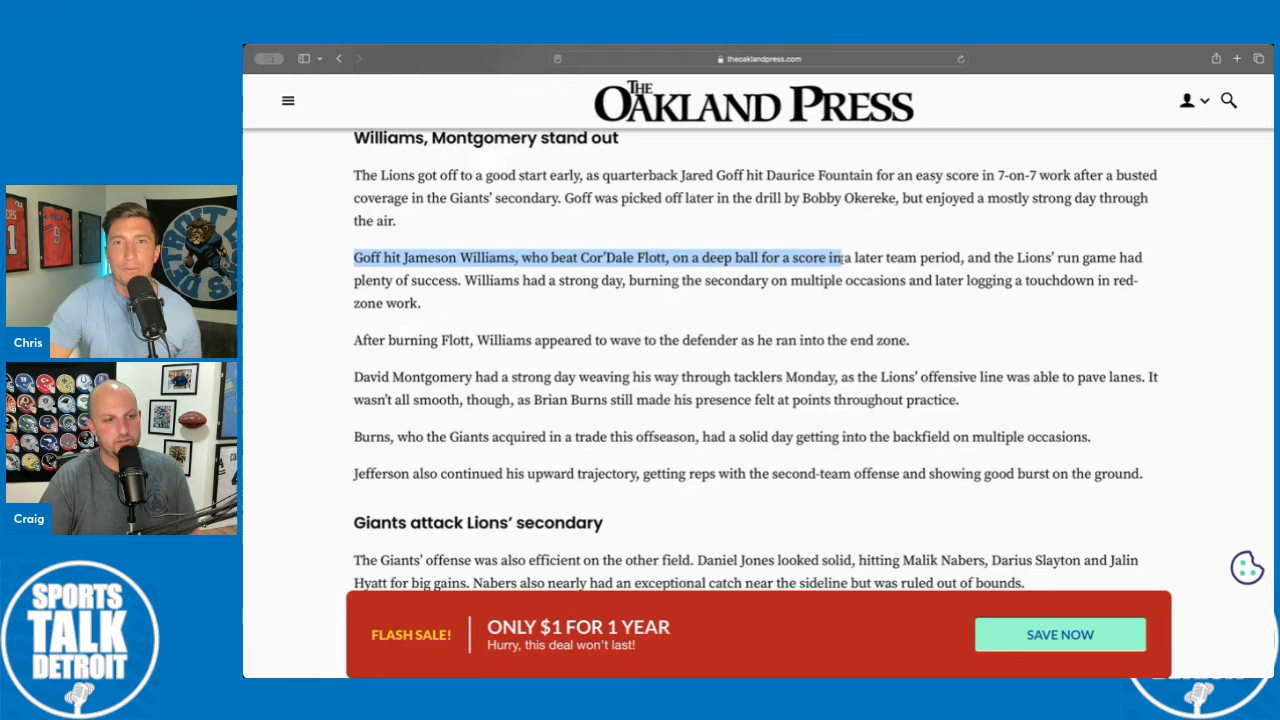 theoaklandpress.com
THE
OAKLAND PRESS
Williams, Montgomery stand out
The Lions got off to a good start early, as quarterback Jared Goff hit Daurice Fountain for an easy score in 7-on-7 work after a busted
coverage in the Giants' secondary. Goff was picked off later in the drill by Bobby Okereke, but enjoyed a mostly strong day through
the air.
Goff hit Jameson Williams, who beat Cor'Dale Flott, on a deep ball for a score in a later team period, and the Lions' run game had
plenty of success. Williams had a strong day, burning the secondary on multiple occasions and later logging a touchdown in red-
zone work.
After burning Flott, Williams appeared to wave to the defender as he ran into the end zone.
David Montgomery had a strong day weaving his way through tacklers Monday, as the Lions' offensive line was able to pave lanes. It
wasn't all smooth, though, as Brian Burns still made his presence felt at points throughout practice.
Burns, who the Giants acquired in a trade this offseason, had a solid day getting into the backfield on multiple occasions.
Jefferson also continued his upward trajectory, getting reps with the second-team offense and showing good burst on the ground.
Giants attack Lions' secondary
The Giants' offense was also efficient on the other field. Daniel Jones looked solid, hitting Malik Nabers, Darius Slayton and Jalin
Hyatt for big gains. Nabers also nearly had an exceptional catch near the sideline but was ruled out of bounds.
FLASH SALE!
ONLY $1 FOR 1 YEAR
Hurry, this deal won't last!
SAVE NOW
Chris
Craig
SPORTS
TALK
DETROIT